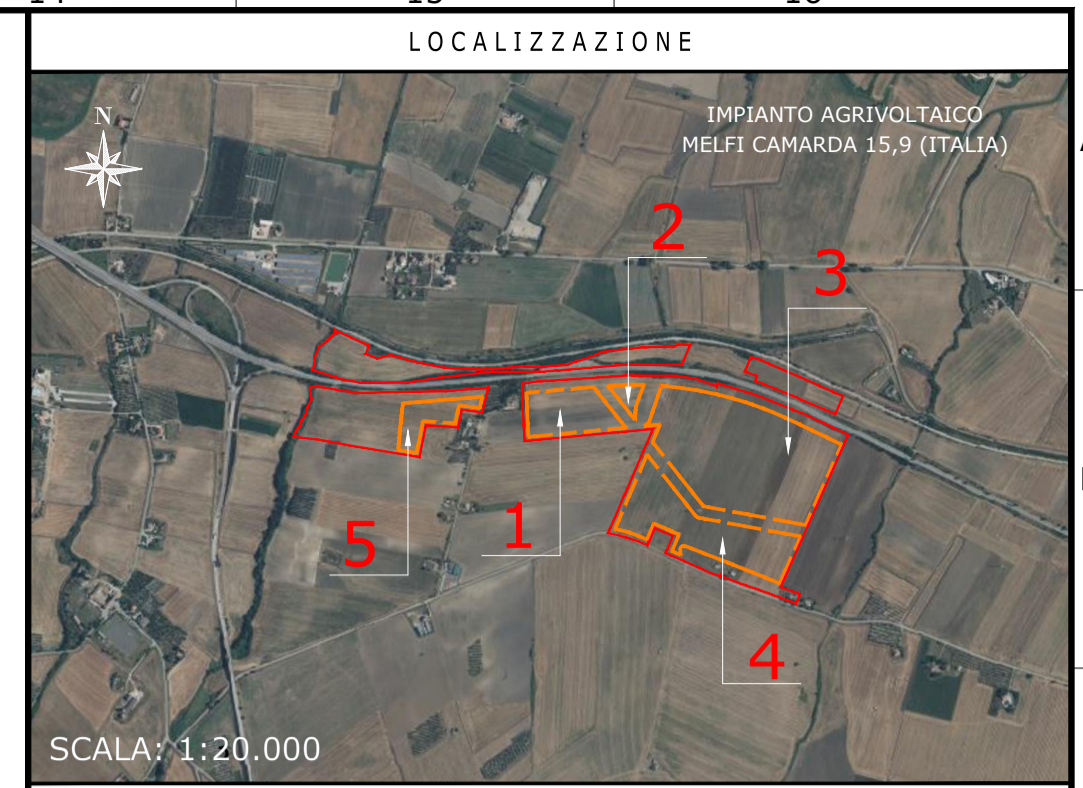 LOCALIZZAZIONE
N
IMPIANTO AGRIVOLTAICO
MELFI CAMARDA 15,9 (ITALIA)
2
3
1
5
4
SCALA: 1:20.000